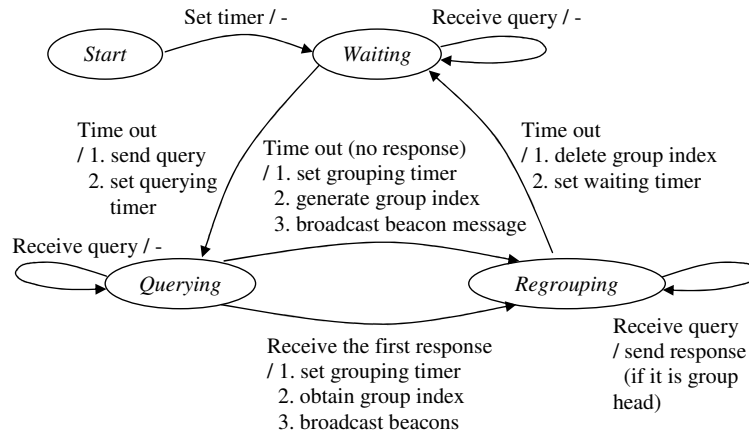 Set timer / -
Receive query / -
Start
Waiting
Time out
/ 1. send query
2. set querying
timer
Time out (no response)
/ 1. set grouping timer
2. generate group index
3. broadcast beacon message
Time out
/ 1. delete group index
2. set waiting timer
Receive query / -
Querying
Regrouping
Receive the first response
/ 1. set grouping timer
2. obtain group index
3. broadcast beacons
Receive query
/ send response
(if it is group
head)